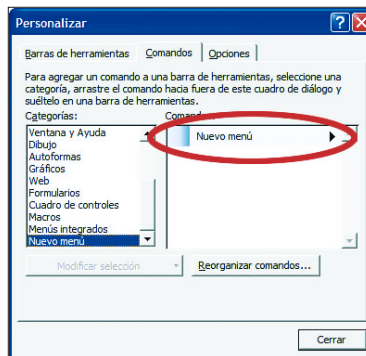 Personalizar
Barras de herramientas Comandos Opciones
Para agregar un comando a una barra de herramientas, seleccione una
categoría, arrastre el comando hacia fuera de este cuadro de diálogo y
suéltelo en una barra de herramientas.
Categorías:
Ventana y Ayuda
Dibujo
Autoformas
Gráficos
Web
Formularios
Cuadro de controles
Macros
Menús integrados
Nuevo menú
Nuevo menú
Modificar selección
Reorganizar comandos...
Cerrar